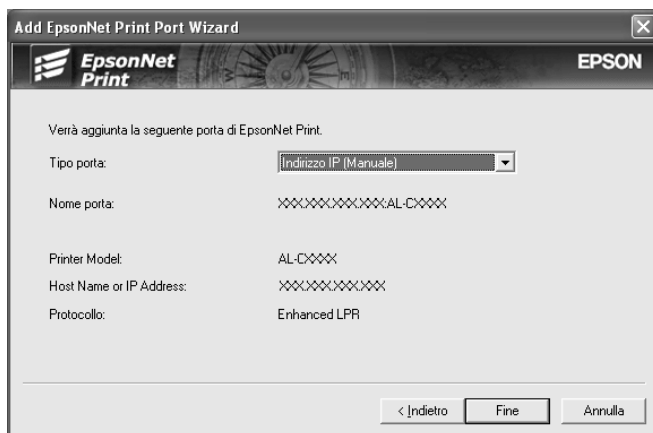 Add EpsonNet Print Port Wizard
EpsonNet
Print
EPSON
Verrà aggiunta la seguente porta di EpsonNet Print.
Tipo porta: Indirizzo IP (Manuale)
Nome porta: XXX.XXX.XXX.XXX:AL-CXXXX
Printer Model: AL-CXXXX
Host Name or IP Address: XXX.XXX.XXX.XXX
Protocollo: Enhanced LPR
< Indietro Fine Annulla